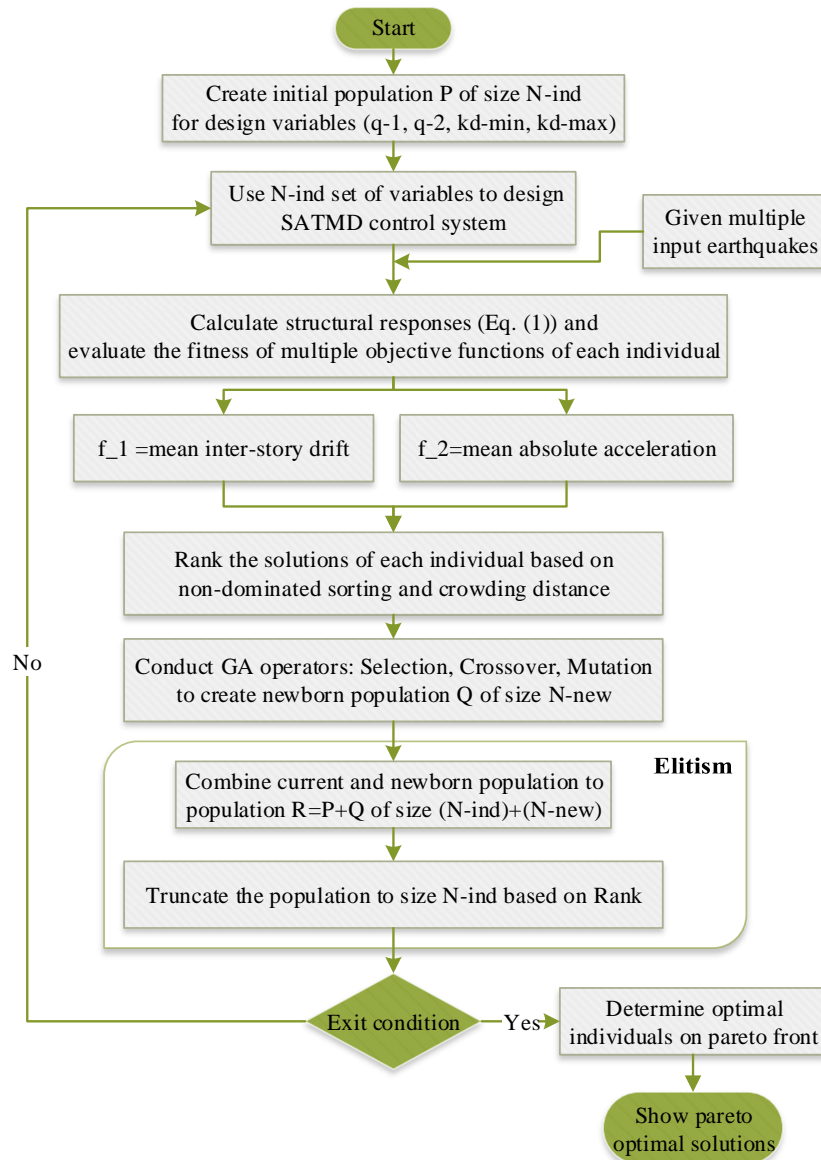 Start
Create initial population P of size N-ind
for design variables (q-1, q-2, kd-min, kd-max)
Use N-ind set of variables to design
SATMD control system
Given multiple
input earthquakes
Calculate structural responses (Eq. (1)) and
evaluate the fitness of multiple objective functions of each individual
f_1 =mean inter-story drift
f_2=mean absolute acceleration
Rank the solutions of each individual based on
non-dominated sorting and crowding distance
No
Conduct GA operators: Selection, Crossover, Mutation
to create newborn population Q of size N-new
Elitism
Combine current and newborn population to
population R=P+Q of size (N-ind)+(N-new)
Truncate the population to size N-ind based on Rank
Exit condition
Yes
Determine optimal
individuals on pareto front
Show pareto
optimal solutions